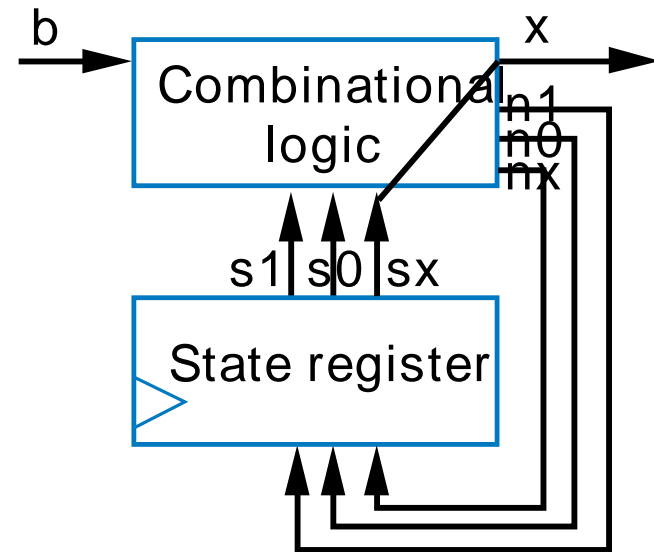 b
x
Combinational
logic
n1
n0
nx
s1 s0 sx
State register